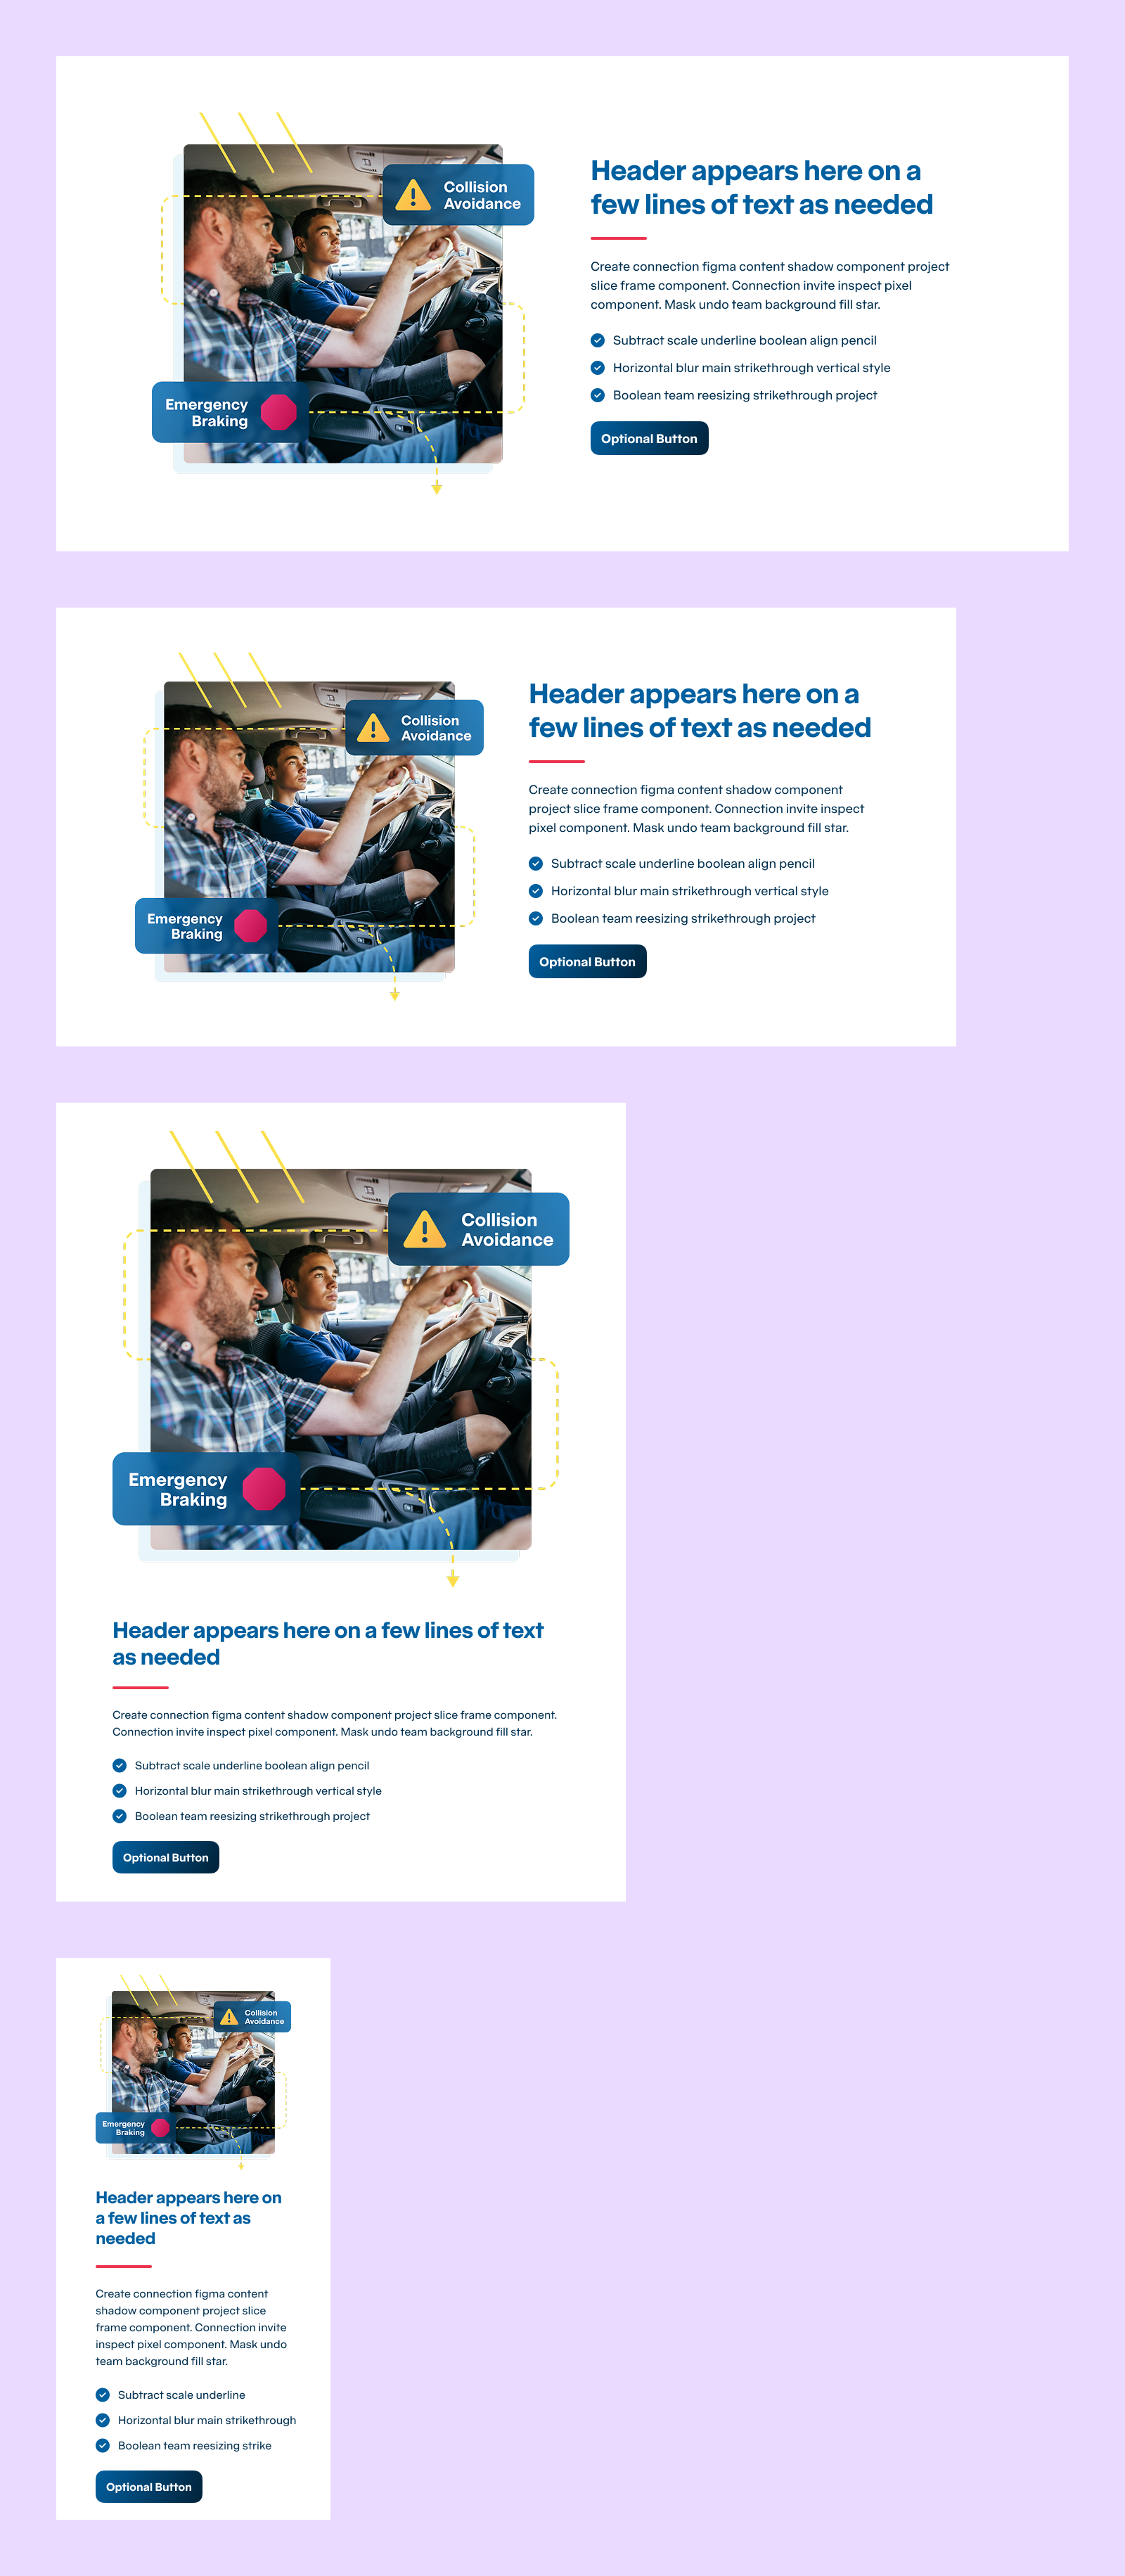 Collision
Avoidance
Emergency
Braking
Header appears here on a
few lines of text as needed
Create connection figma content shadow component project
slice frame component. Connection invite inspect pixel
component. Mask undo team background fill star.
Subtract scale underline boolean align pencil
Horizontal blur main strikethrough vertical style
Boolean team reesizing strikethrough project
Optional Button
Collision
Avoidance
Emergency
Braking
Header appears here on a
few lines of text as needed
Create connection figma content shadow component
project slice frame component. Connection invite inspect
pixel component. Mask undo team background fill star.
Subtract scale underline boolean align pencil
Horizontal blur main strikethrough vertical style
Boolean team reesizing strikethrough project
Optional Button
Collision
Avoidance
Emergency
Braking
Header appears here on a few lines of text
as needed
Create connection figma content shadow component project slice frame component.
Connection invite inspect pixel component. Mask undo team background fill star.
Subtract scale underline boolean align pencil
Horizontal blur main strikethrough vertical style
Boolean team reesizing strikethrough project
Optional Button
Collision
Avoidance
Emergency
Braking
Header appears here on
a few lines of text as
needed
Create connection figma content
shadow component project slice
frame component. Connection invite
inspect pixel component. Mask undo
team background fill star.
Subtract scale underline
Horizontal blur main strikethrough
Boolean team reesizing strike
Optional Button